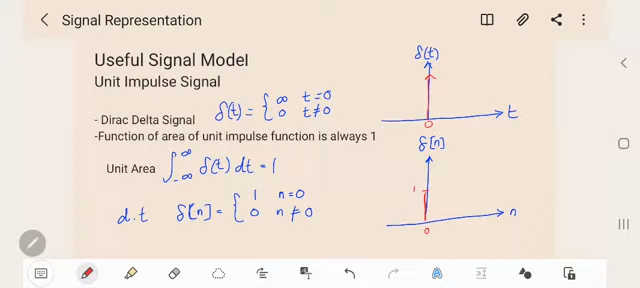 Signal Representation
Useful Signal Model
Unit Impulse Signal
δ(t) = { ∞ t=0
0 t≠0
- Dirac Delta Signal
-Function of area of unit impulse function is always 1
Unit Area ∫_{-∞}^{∞} δ(t) dt = 1
d.t δ[n] = { 1 n=0
0 n≠0
δ(t)
t
0
δ[n]
1
n
0